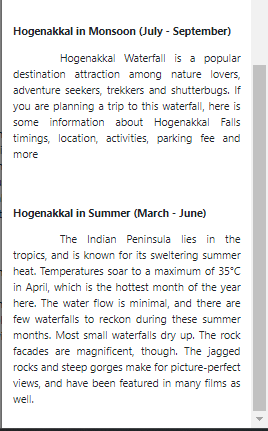 Hogenakkal in Monsoon (July - September)
Hogenakkal Waterfall is a popular
destination attraction among nature lovers,
adventure seekers, trekkers and shutterbugs. If
you are planning a trip to this waterfall, here is
some information about Hogenakkal Falls
timings, location, activities, parking fee and
more
Hogenakkal in Summer (March - June)
The Indian Peninsula lies in the
tropics, and is known for its sweltering summer
heat. Temperatures soar to a maximum of 35°C
in April, which is the hottest month of the year
here. The water flow is minimal, and there are
few waterfalls to reckon during these summer
months. Most small waterfalls dry up. The rock
facades are magnificent, though. The jagged
rocks and steep gorges make for picture-perfect
views, and have been featured in many films as
well.